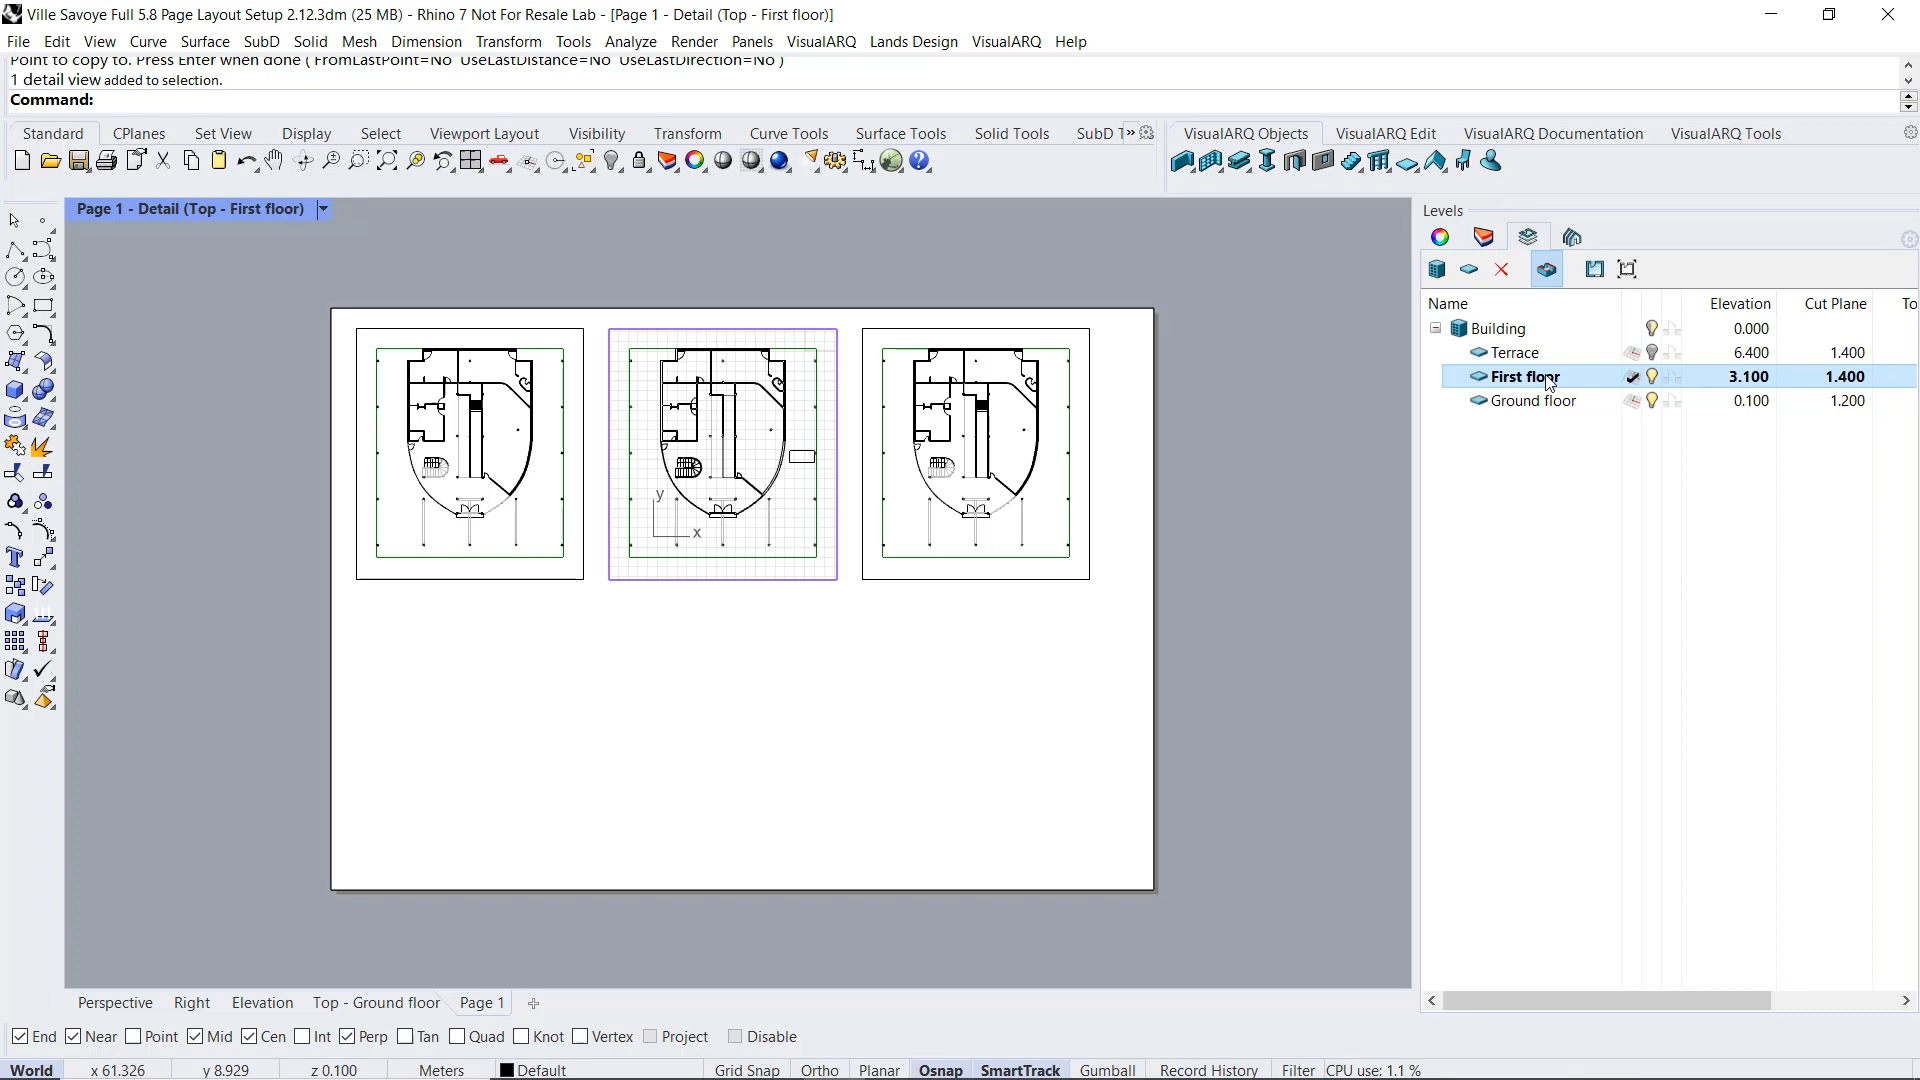 Ville Savoye Full 5.8 Page Layout Setup 2.12.3dm (25 MB) - Rhino 7 Not For Resale Lab - [Page 1 - Detail (Top - First floor)]
File Edit View Curve Surface SubD Solid Mesh Dimension Transform Tools Analyze Render Panels VisualARQ Lands Design VisualARQ Help
Point to copy to. Press Enter when done ( FromLastPoint=No UseLastDistance=No UseLastDirection=No )
1 detail view added to selection.
Command:
Standard CPlanes Set View Display Select Viewport Layout Visibility Transform Curve Tools Surface Tools Solid Tools SubD T » VisualARQ Objects VisualARQ Edit VisualARQ Documentation VisualARQ Tools
Page 1 - Detail (Top - First floor)
Levels
Name Elevation Cut Plane To
Building 0.000
Terrace 6.400 1.400
First floor 3.100 1.400
Ground floor 0.100 1.200
y
x
Perspective Right Elevation Top - Ground floor Page 1
End Near Point Mid Cen Int Perp Tan Quad Knot Vertex Project Disable
World x 61.326 y 8.929 z 0.100 Meters Default Grid Snap Ortho Planar Osnap SmartTrack Gumball Record History Filter CPU use: 1.1 %